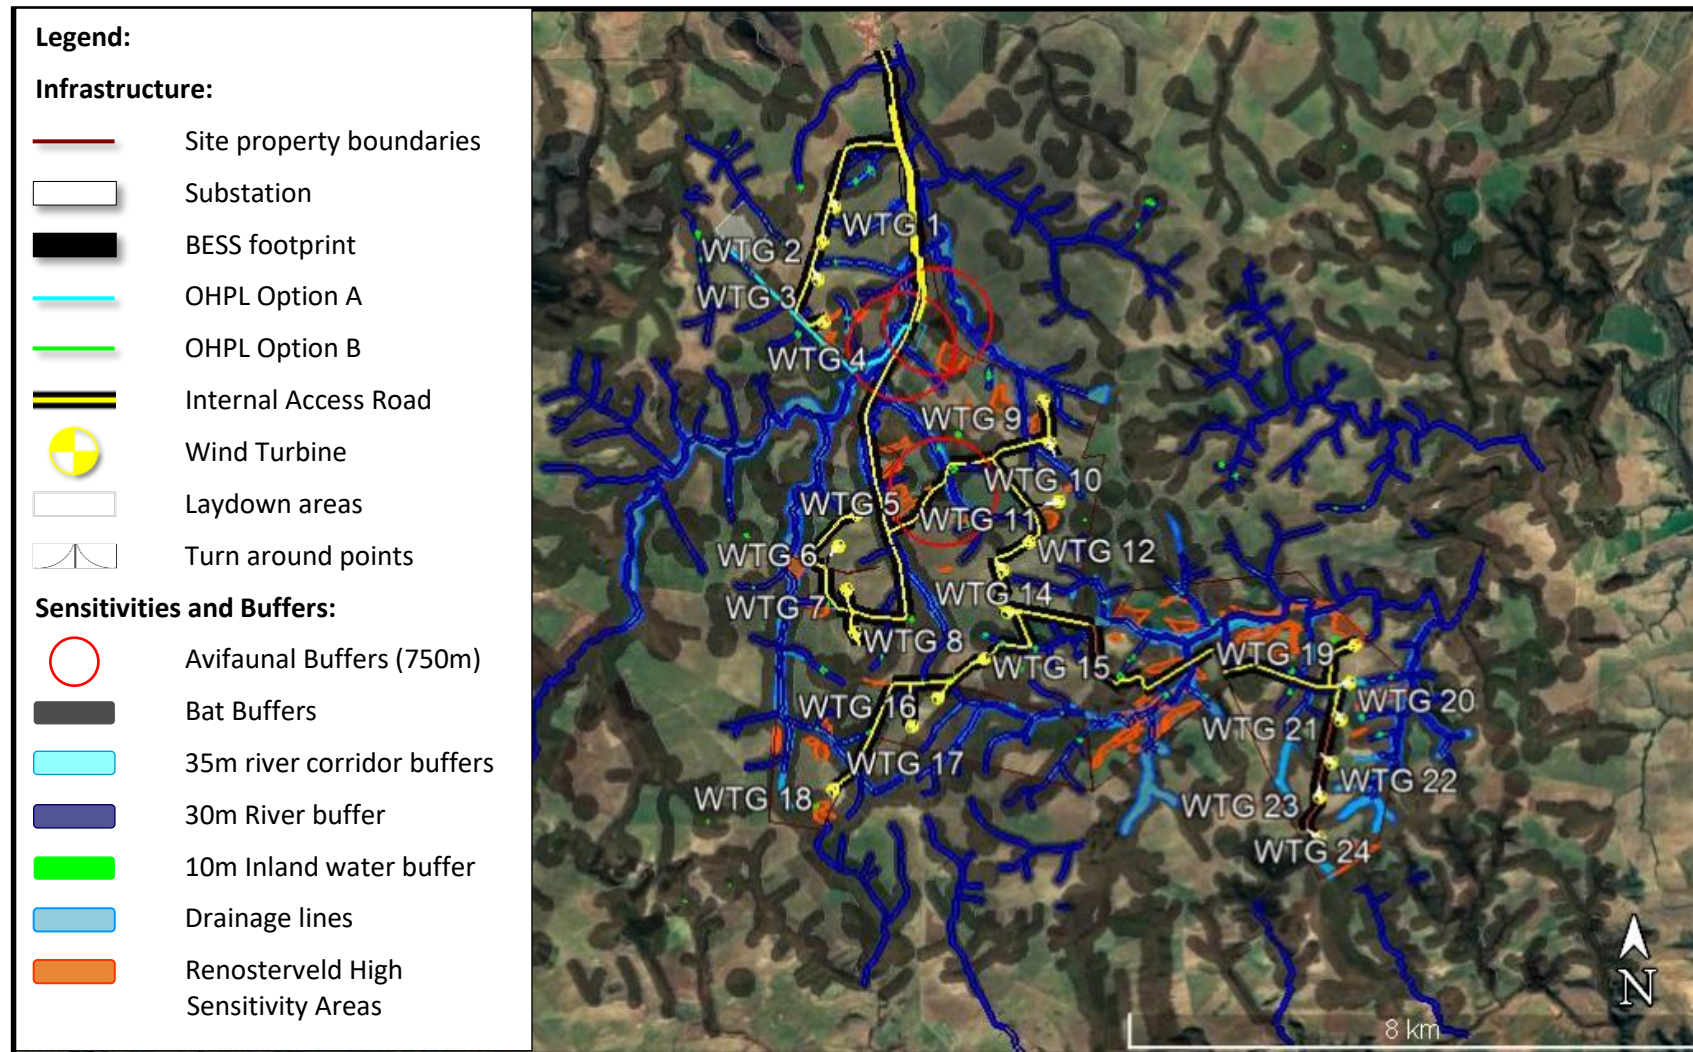 Legend:
Infrastructure:
Site property boundaries
Substation
BESS footprint
OHPL Option A
OHPL Option B
Internal Access Road
Wind Turbine
Laydown areas
Turn around points
Sensitivities and Buffers:
Avifaunal Buffers (750m)
Bat Buffers
35m river corridor buffers
30m River buffer
10m Inland water buffer
Drainage lines
Renosterveld High
Sensitivity Areas
WTG 1
WTG 2
WTG 3
WTG 4
WTG 9
WTG 10
WTG 5
WTG 11
WTG 6
WTG 12
WTG 7
WTG 14
WTG 8
WTG 15
WTG 19
WTG 16
WTG 20
WTG 21
WTG 17
WTG 22
WTG 18
WTG 23
WTG 24
N
8 km